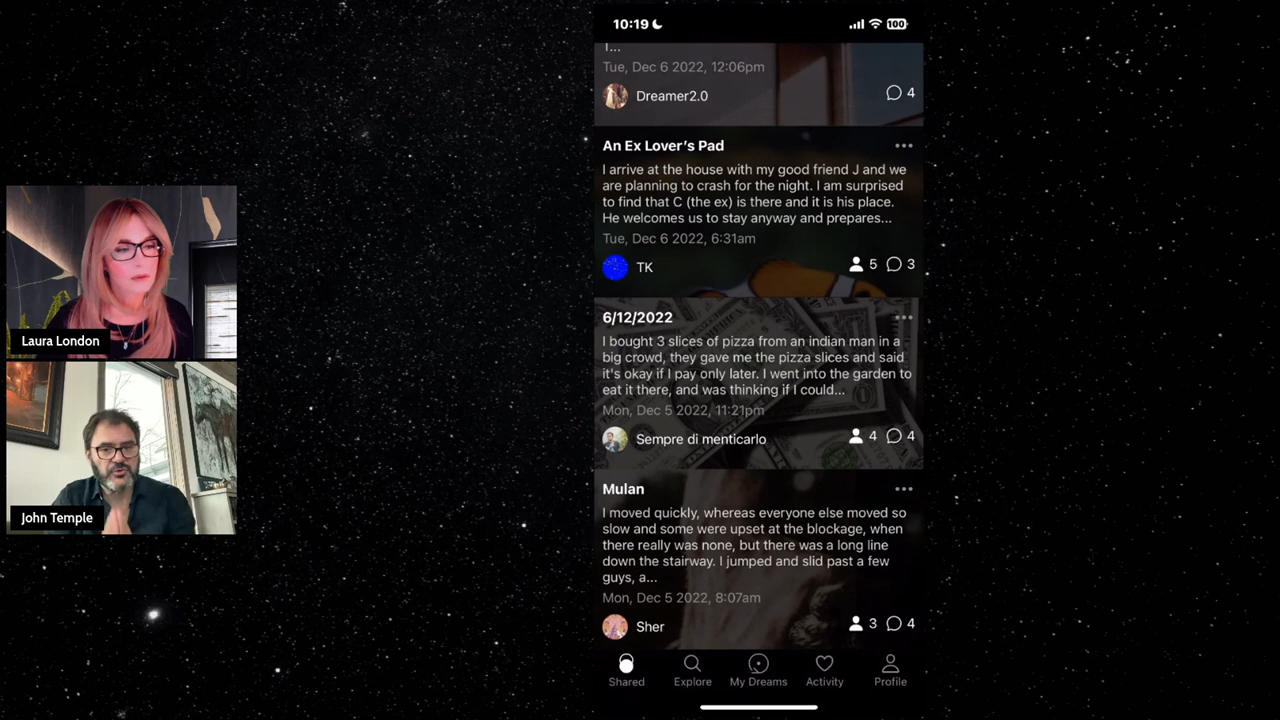 Laura London
John Temple
10:19
100
Tue, Dec 6 2022, 12:06pm
Dreamer2.0
4
An Ex Lover's Pad
I arrive at the house with my good friend J and we
are planning to crash for the night. I am surprised
to find that C (the ex) is there and it is his place.
He welcomes us to stay anyway and prepares...
Tue, Dec 6 2022, 6:31am
TK
5
3
6/12/2022
I bought 3 slices of pizza from an indian man in a
big crowd, they gave me the pizza slices and said
it's okay if I pay only later. I went into the garden to
eat it there, and was thinking if I could...
Mon, Dec 5 2022, 11:21pm
Sempre di menticarlo
4
4
Mulan
I moved quickly, whereas everyone else moved so
slow and some were upset at the blockage, when
there really was none, but there was a long line
down the stairway. I jumped and slid past a few
guys, a...
Mon, Dec 5 2022, 8:07am
Sher
3
4
Shared
Explore
My Dreams
Activity
Profile